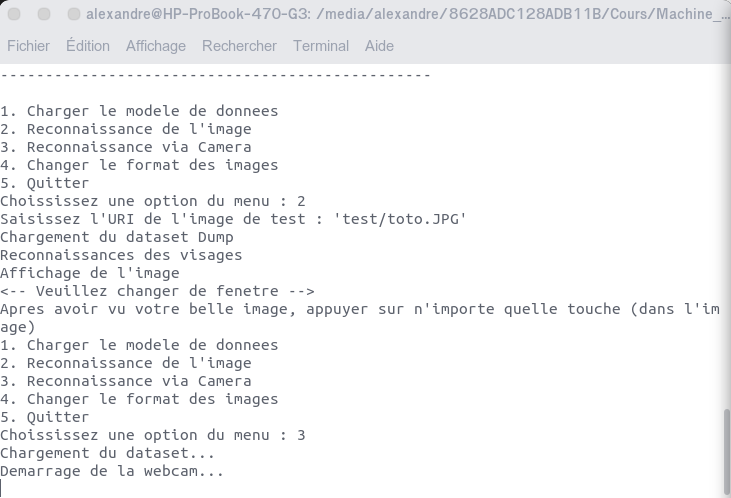 alexandre@HP-ProBook-470-G3: /media/alexandre/8628ADC128ADB11B/Cours/Machine_...
Fichier Édition Affichage Rechercher Terminal Aide
------------------------------------------------
1. Charger le modele de donnees
2. Reconnaissance de l'image
3. Reconnaissance via Camera
4. Changer le format des images
5. Quitter
Choississez une option du menu : 2
Saisissez l'URI de l'image de test : 'test/toto.JPG'
Chargement du dataset Dump
Reconnaissances des visages
Affichage de l'image
<-- Veuillez changer de fenetre -->
Apres avoir vu votre belle image, appuyer sur n'importe quelle touche (dans l'im
age)
1. Charger le modele de donnees
2. Reconnaissance de l'image
3. Reconnaissance via Camera
4. Changer le format des images
5. Quitter
Choississez une option du menu : 3
Chargement du dataset...
Demarrage de la webcam...